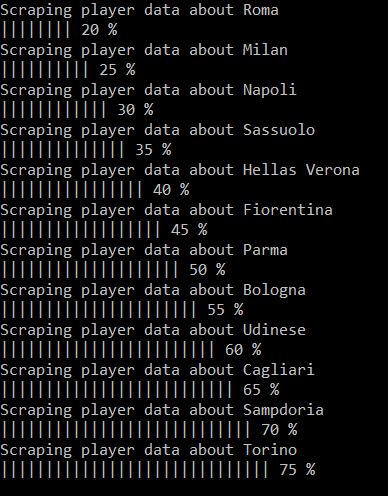 Scraping player data about Roma
|||||||| 20 %
Scraping player data about Milan
|||||||||| 25 %
Scraping player data about Napoli
|||||||||||| 30 %
Scraping player data about Sassuolo
|||||||||||||| 35 %
Scraping player data about Hellas Verona
|||||||||||||||| 40 %
Scraping player data about Fiorentina
|||||||||||||||||| 45 %
Scraping player data about Parma
|||||||||||||||||||| 50 %
Scraping player data about Bologna
|||||||||||||||||||||| 55 %
Scraping player data about Udinese
|||||||||||||||||||||||| 60 %
Scraping player data about Cagliari
|||||||||||||||||||||||||| 65 %
Scraping player data about Sampdoria
|||||||||||||||||||||||||||| 70 %
Scraping player data about Torino
|||||||||||||||||||||||||||||| 75 %